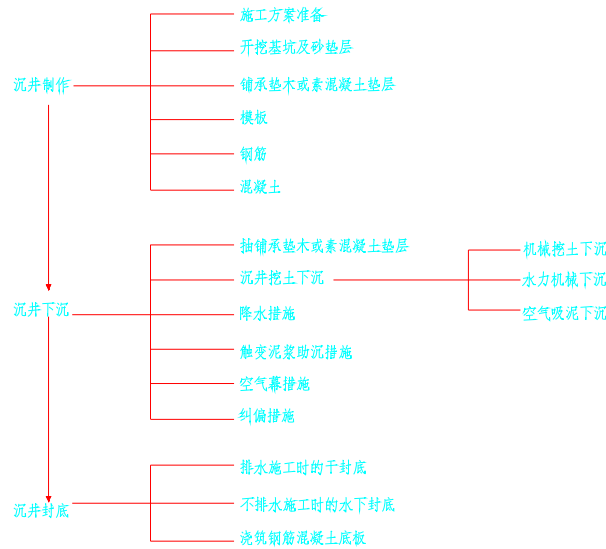 施工方案准备
开挖基坑及砂垫层
沉井制作
铺承垫木或素混凝土垫层
模板
钢筋
混凝土
抽铺承垫木或素混凝土垫层
机械挖土下沉
沉井挖土下沉
水力机械下沉
沉井下沉
降水措施
空气吸泥下沉
触变泥浆助沉措施
空气幕措施
纠偏措施
排水施工时的干封底
沉井封底
不排水施工时的水下封底
浇筑钢筋混凝土底板